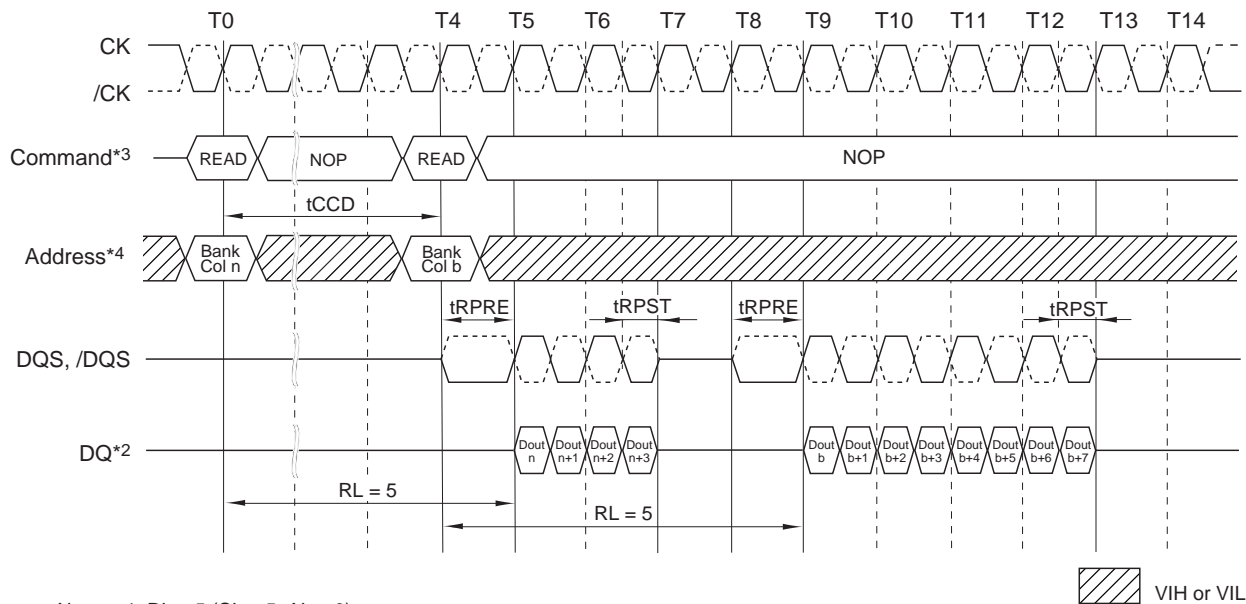 T0 T4 T5 T6 T7 T8 T9 T10 T11 T12 T13 T14
CK
/CK
Command*3 READ NOP READ NOP
tCCD
Address*4 Bank Col n Bank Col b
tRPRE tRPST tRPRE tRPST
DQS, /DQS
DQ*2 Dout n Dout n+1 Dout n+2 Dout n+3 Dout b Dout b+1 Dout b+2 Dout b+3 Dout b+4 Dout b+5 Dout b+6 Dout b+7
RL = 5
RL = 5
VIH or VIL